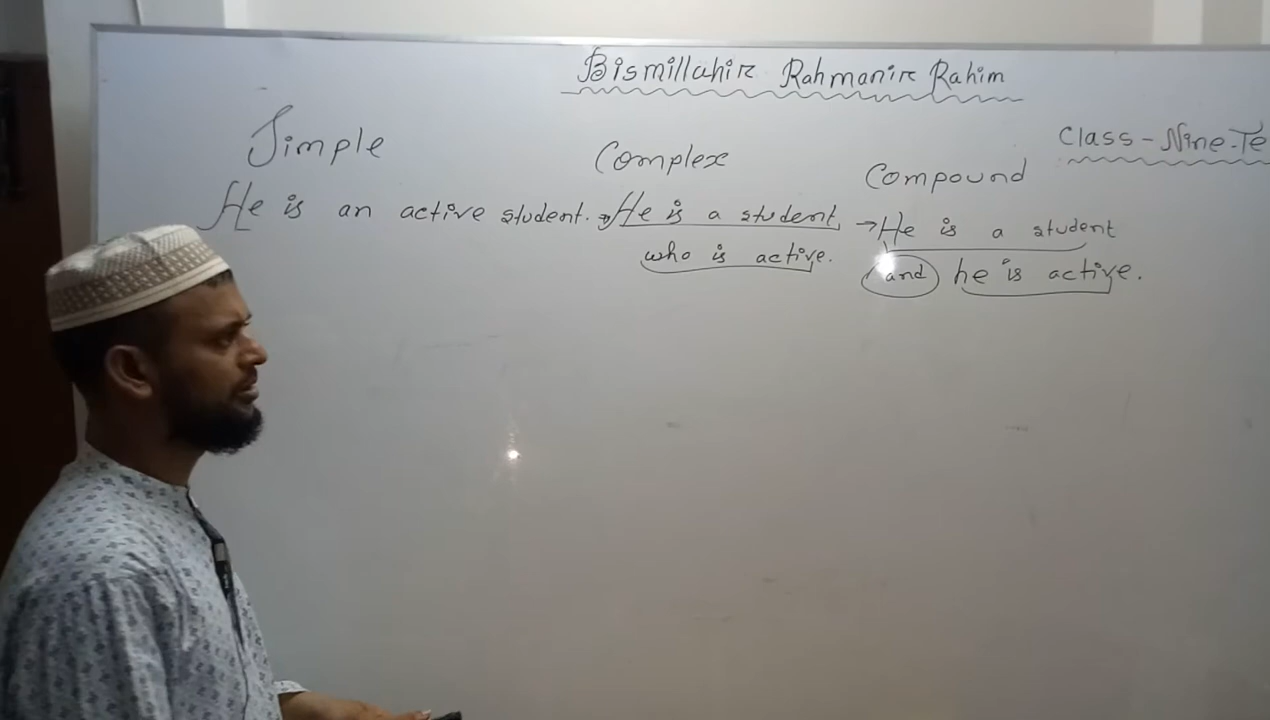 Bismillahir Rahmanir Rahim
Class-Nine-Te
Simple
He is an active student.
Complex
→He is a student
who is active.
Compound
→He is a student
and he is active.